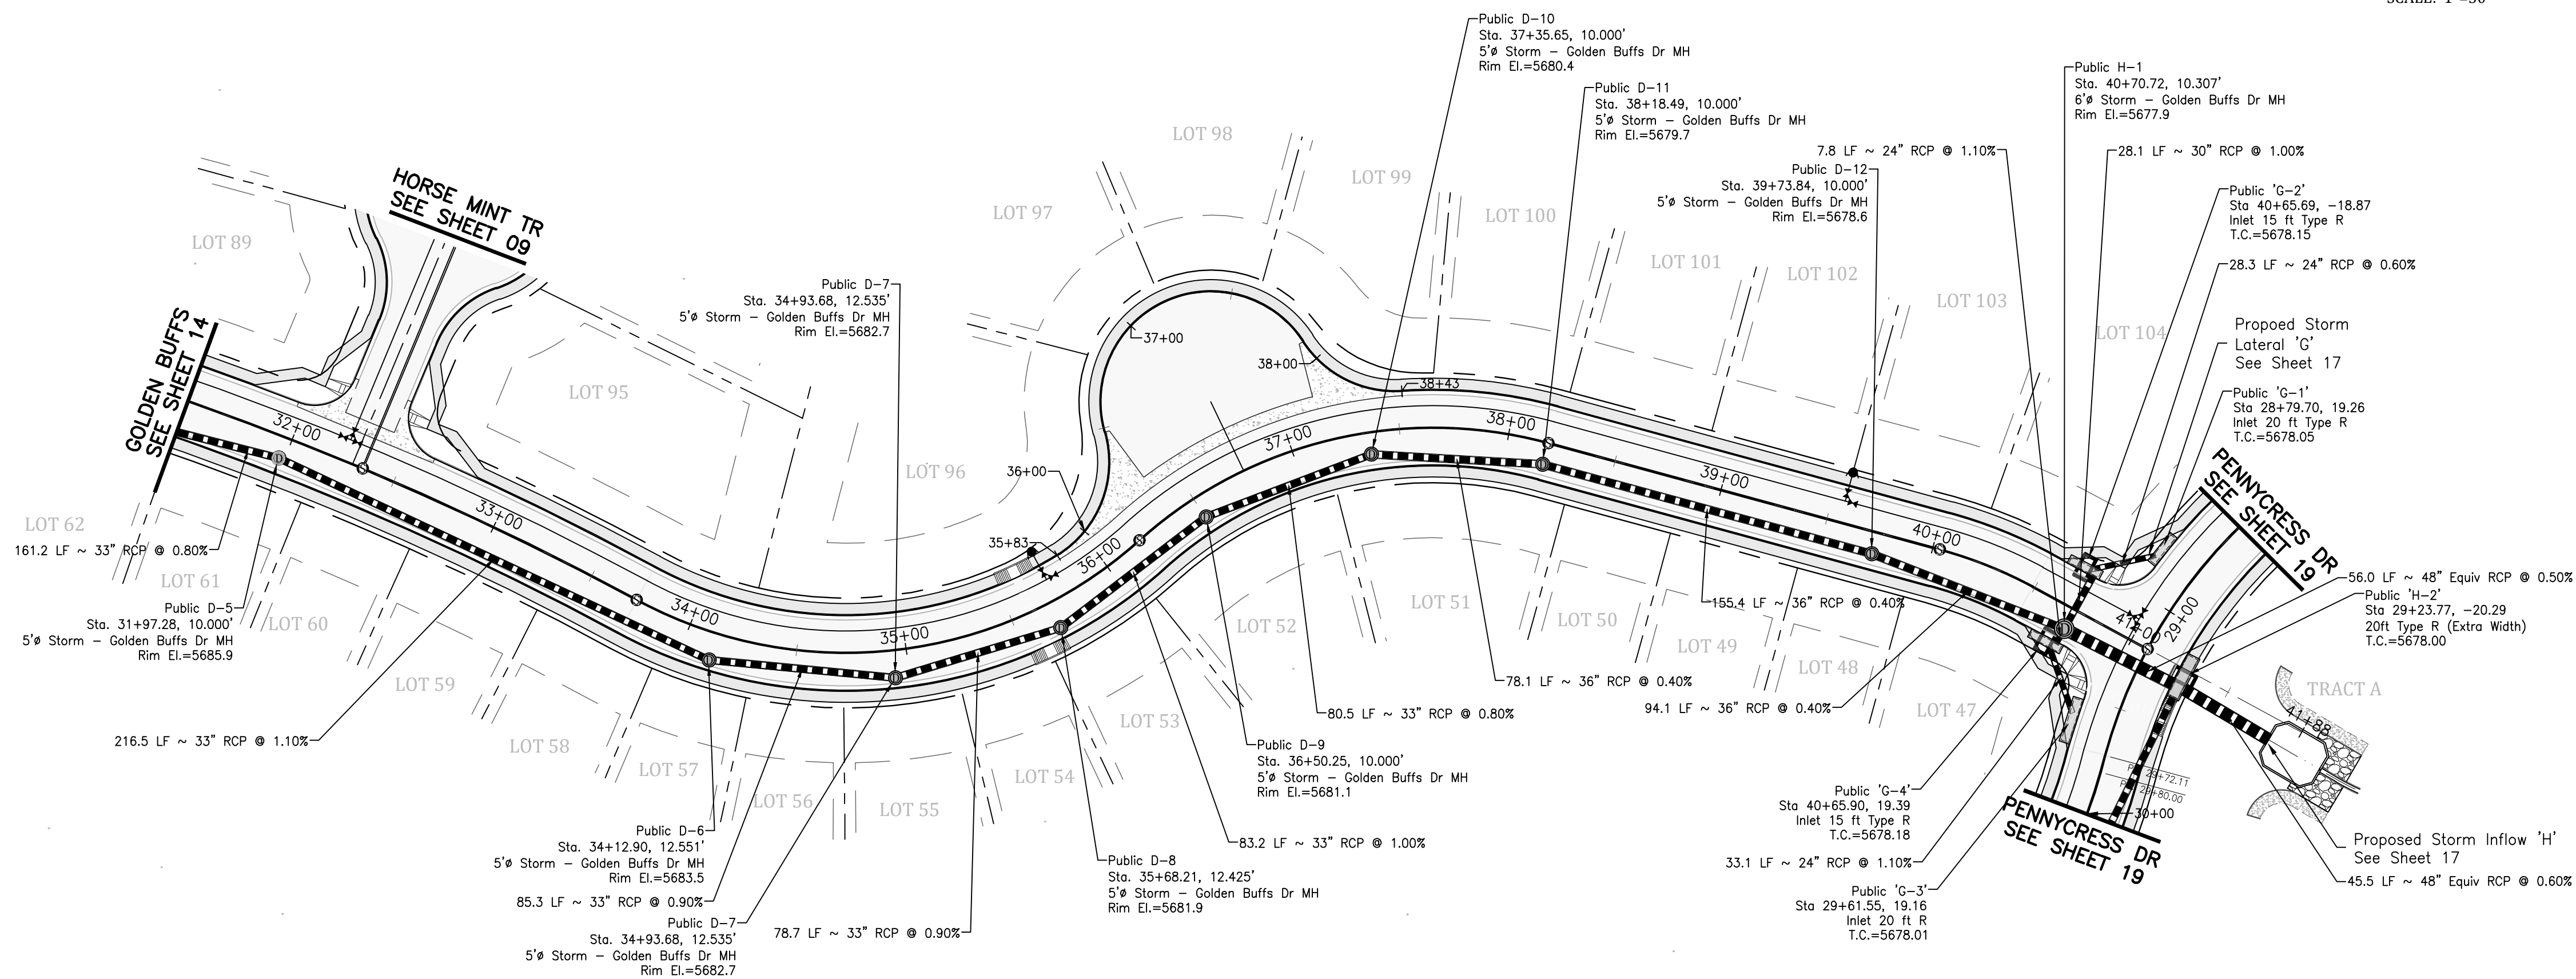 Public D-10
Sta. 37+35.65, 10.000'
5'ø Storm – Golden Buffs Dr MH
Rim El.=5680.4
Public D-11
Sta. 38+18.49, 10.000'
5'ø Storm – Golden Buffs Dr MH
Rim El.=5679.7
Public H-1
Sta. 40+70.72, 10.307'
6'ø Storm – Golden Buffs Dr MH
Rim El.=5677.9
7.8 LF ~ 24" RCP @ 1.10%
28.1 LF ~ 30" RCP @ 1.00%
Public D-12
Sta. 39+73.84, 10.000'
5'ø Storm – Golden Buffs Dr MH
Rim El.=5678.6
Public 'G-2'
Sta 40+65.69, -18.87
Inlet 15 ft Type R
T.C.=5678.15
28.3 LF ~ 24" RCP @ 0.60%
Propoed Storm
Lateral 'G'
See Sheet 17
Public 'G-1'
Sta 28+79.70, 19.26
Inlet 20 ft Type R
T.C.=5678.05
LOT 98
LOT 99
LOT 97
LOT 100
LOT 101
LOT 102
LOT 103
LOT 104
HORSE MINT TR
SEE SHEET 09
LOT 89
GOLDEN BUFFS
SEE SHEET 14
Public D-7
Sta. 34+93.68, 12.535'
5'ø Storm – Golden Buffs Dr MH
Rim El.=5682.7
LOT 95
LOT 96
37+00
38+00
38+43
36+00
35+83
32+00
33+00
34+00
35+00
36+00
37+00
38+00
39+00
40+00
41+00
29+00
PENNYCRESS DR
SEE SHEET 19
LOT 62
161.2 LF ~ 33" RCP @ 0.80%
LOT 61
Public D-5
Sta. 31+97.28, 10.000'
5'ø Storm – Golden Buffs Dr MH
Rim El.=5685.9
LOT 60
LOT 59
LOT 58
LOT 57
LOT 56
LOT 55
LOT 54
LOT 53
LOT 52
LOT 51
LOT 50
LOT 49
LOT 48
LOT 47
155.4 LF ~ 36" RCP @ 0.40%
56.0 LF ~ 48" Equiv RCP @ 0.50%
Public 'H-2'
Sta 29+23.77, -20.29
20ft Type R (Extra Width)
T.C.=5678.00
TRACT A
41+88
216.5 LF ~ 33" RCP @ 1.10%
78.1 LF ~ 36" RCP @ 0.40%
94.1 LF ~ 36" RCP @ 0.40%
80.5 LF ~ 33" RCP @ 0.80%
Public D-9
Sta. 36+50.25, 10.000'
5'ø Storm – Golden Buffs Dr MH
Rim El.=5681.1
29+72.11
29+80.00
30+00
PENNYCRESS DR
SEE SHEET 19
Public 'G-4'
Sta 40+65.90, 19.39
Inlet 15 ft Type R
T.C.=5678.18
Public D-6
Sta. 34+12.90, 12.551'
5'ø Storm – Golden Buffs Dr MH
Rim El.=5683.5
83.2 LF ~ 33" RCP @ 1.00%
Public D-8
Sta. 35+68.21, 12.425'
5'ø Storm – Golden Buffs Dr MH
Rim El.=5681.9
33.1 LF ~ 24" RCP @ 1.10%
Proposed Storm Inflow 'H'
See Sheet 17
45.5 LF ~ 48" Equiv RCP @ 0.60%
Public 'G-3'
Sta 29+61.55, 19.16
Inlet 20 ft R
T.C.=5678.01
85.3 LF ~ 33" RCP @ 0.90%
Public D-7
Sta. 34+93.68, 12.535'
5'ø Storm – Golden Buffs Dr MH
Rim El.=5682.7
78.7 LF ~ 33" RCP @ 0.90%